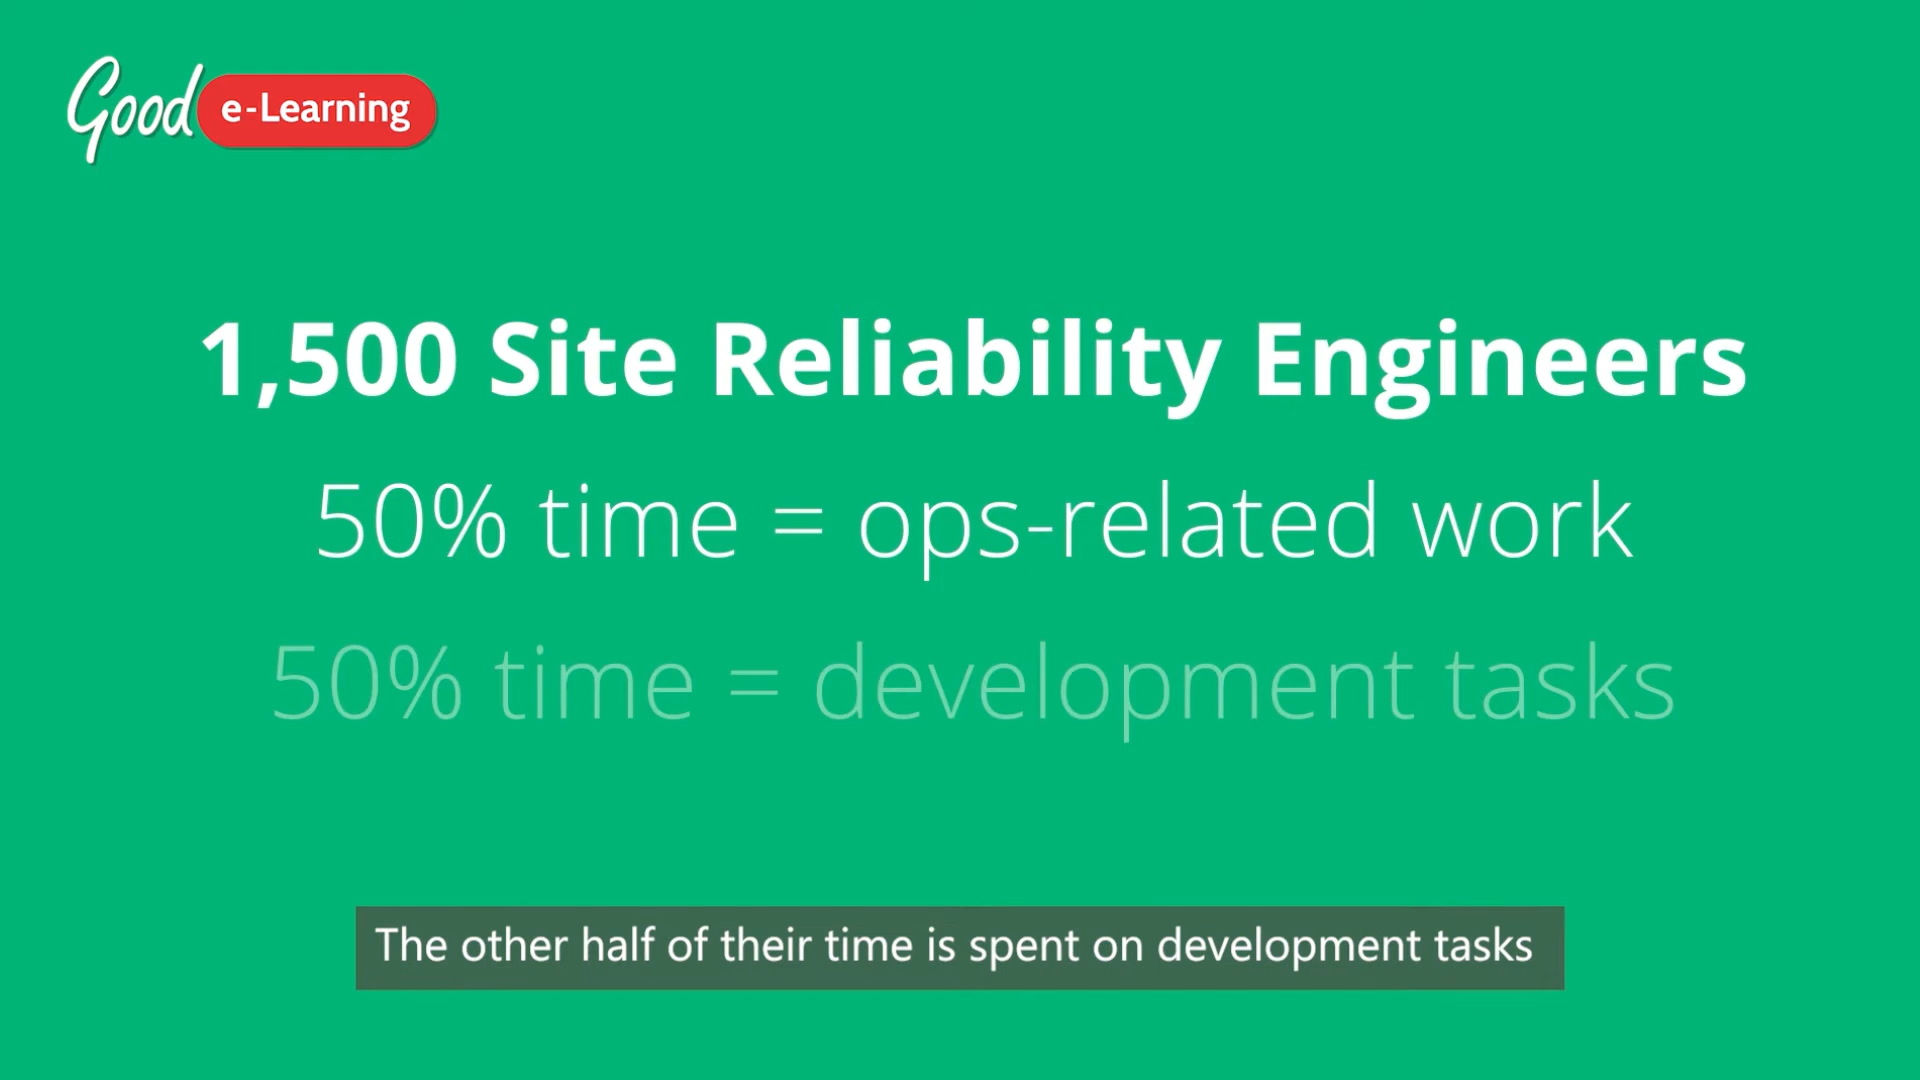 Good e-Learning
1,500 Site Reliability Engineers
50% time = ops-related work
50% time = development tasks
The other half of their time is spent on development tasks